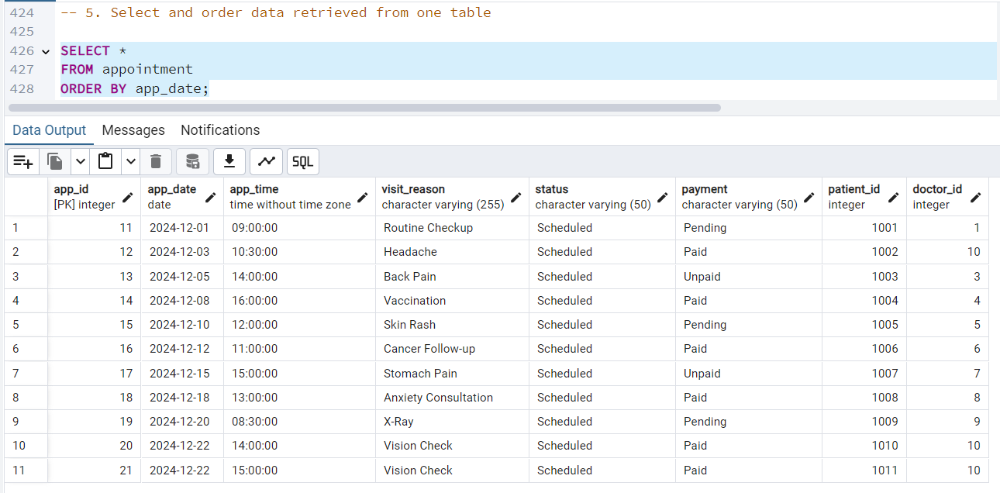 424 -- 5. Select and order data retrieved from one table
425
426 SELECT *
427 FROM appointment
428 ORDER BY app_date;
Data Output Messages Notifications
SQL
app_id app_date app_time visit_reason status payment patient_id doctor_id
[PK] integer date time without time zone character varying (255) character varying (50) character varying (50) integer integer
1 11 2024-12-01 09:00:00 Routine Checkup Scheduled Pending 1001 1
2 12 2024-12-03 10:30:00 Headache Scheduled Paid 1002 10
3 13 2024-12-05 14:00:00 Back Pain Scheduled Unpaid 1003 3
4 14 2024-12-08 16:00:00 Vaccination Scheduled Paid 1004 4
5 15 2024-12-10 12:00:00 Skin Rash Scheduled Pending 1005 5
6 16 2024-12-12 11:00:00 Cancer Follow-up Scheduled Paid 1006 6
7 17 2024-12-15 15:00:00 Stomach Pain Scheduled Unpaid 1007 7
8 18 2024-12-18 13:00:00 Anxiety Consultation Scheduled Paid 1008 8
9 19 2024-12-20 08:30:00 X-Ray Scheduled Pending 1009 9
10 20 2024-12-22 14:00:00 Vision Check Scheduled Paid 1010 10
11 21 2024-12-22 15:00:00 Vision Check Scheduled Paid 1011 10